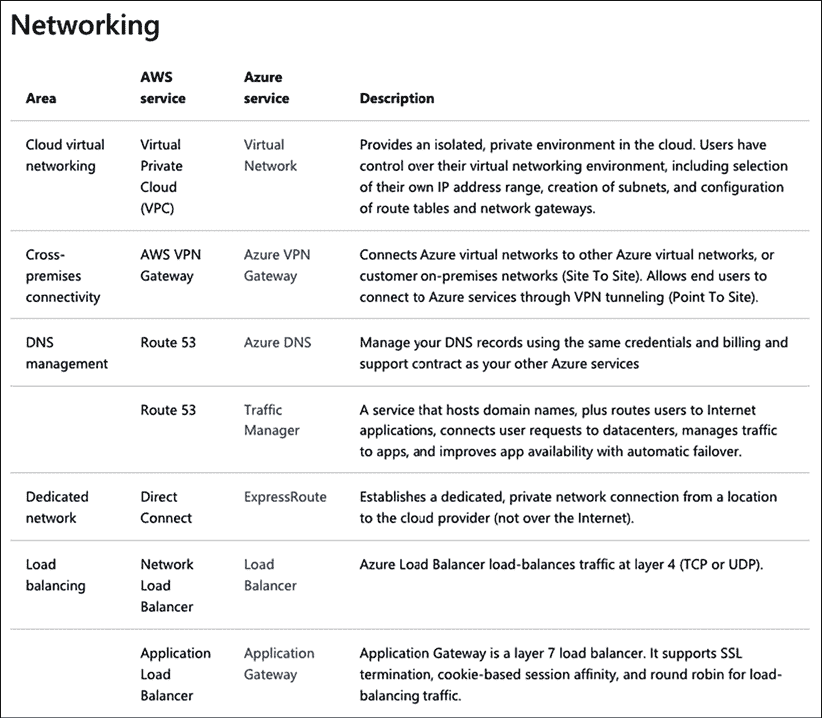 Networking
Area
AWS service
Azure service
Description
Cloud virtual networking
Virtual Private Cloud (VPC)
Virtual Network
Provides an isolated, private environment in the cloud. Users have
control over their virtual networking environment, including selection
of their own IP address range, creation of subnets, and configuration
of route tables and network gateways.
Cross-premises connectivity
AWS VPN Gateway
Azure VPN Gateway
Connects Azure virtual networks to other Azure virtual networks, or
customer on-premises networks (Site To Site). Allows end users to
connect to Azure services through VPN tunneling (Point To Site).
DNS management
Route 53
Azure DNS
Manage your DNS records using the same credentials and billing and
support contract as your other Azure services
Route 53
Traffic Manager
A service that hosts domain names, plus routes users to Internet
applications, connects user requests to datacenters, manages traffic
to apps, and improves app availability with automatic failover.
Dedicated network
Direct Connect
ExpressRoute
Establishes a dedicated, private network connection from a location
to the cloud provider (not over the Internet).
Load balancing
Network Load Balancer
Load Balancer
Azure Load Balancer load-balances traffic at layer 4 (TCP or UDP).
Application Load Balancer
Application Gateway
Application Gateway is a layer 7 load balancer. It supports SSL
termination, cookie-based session affinity, and round robin for load-
balancing traffic.